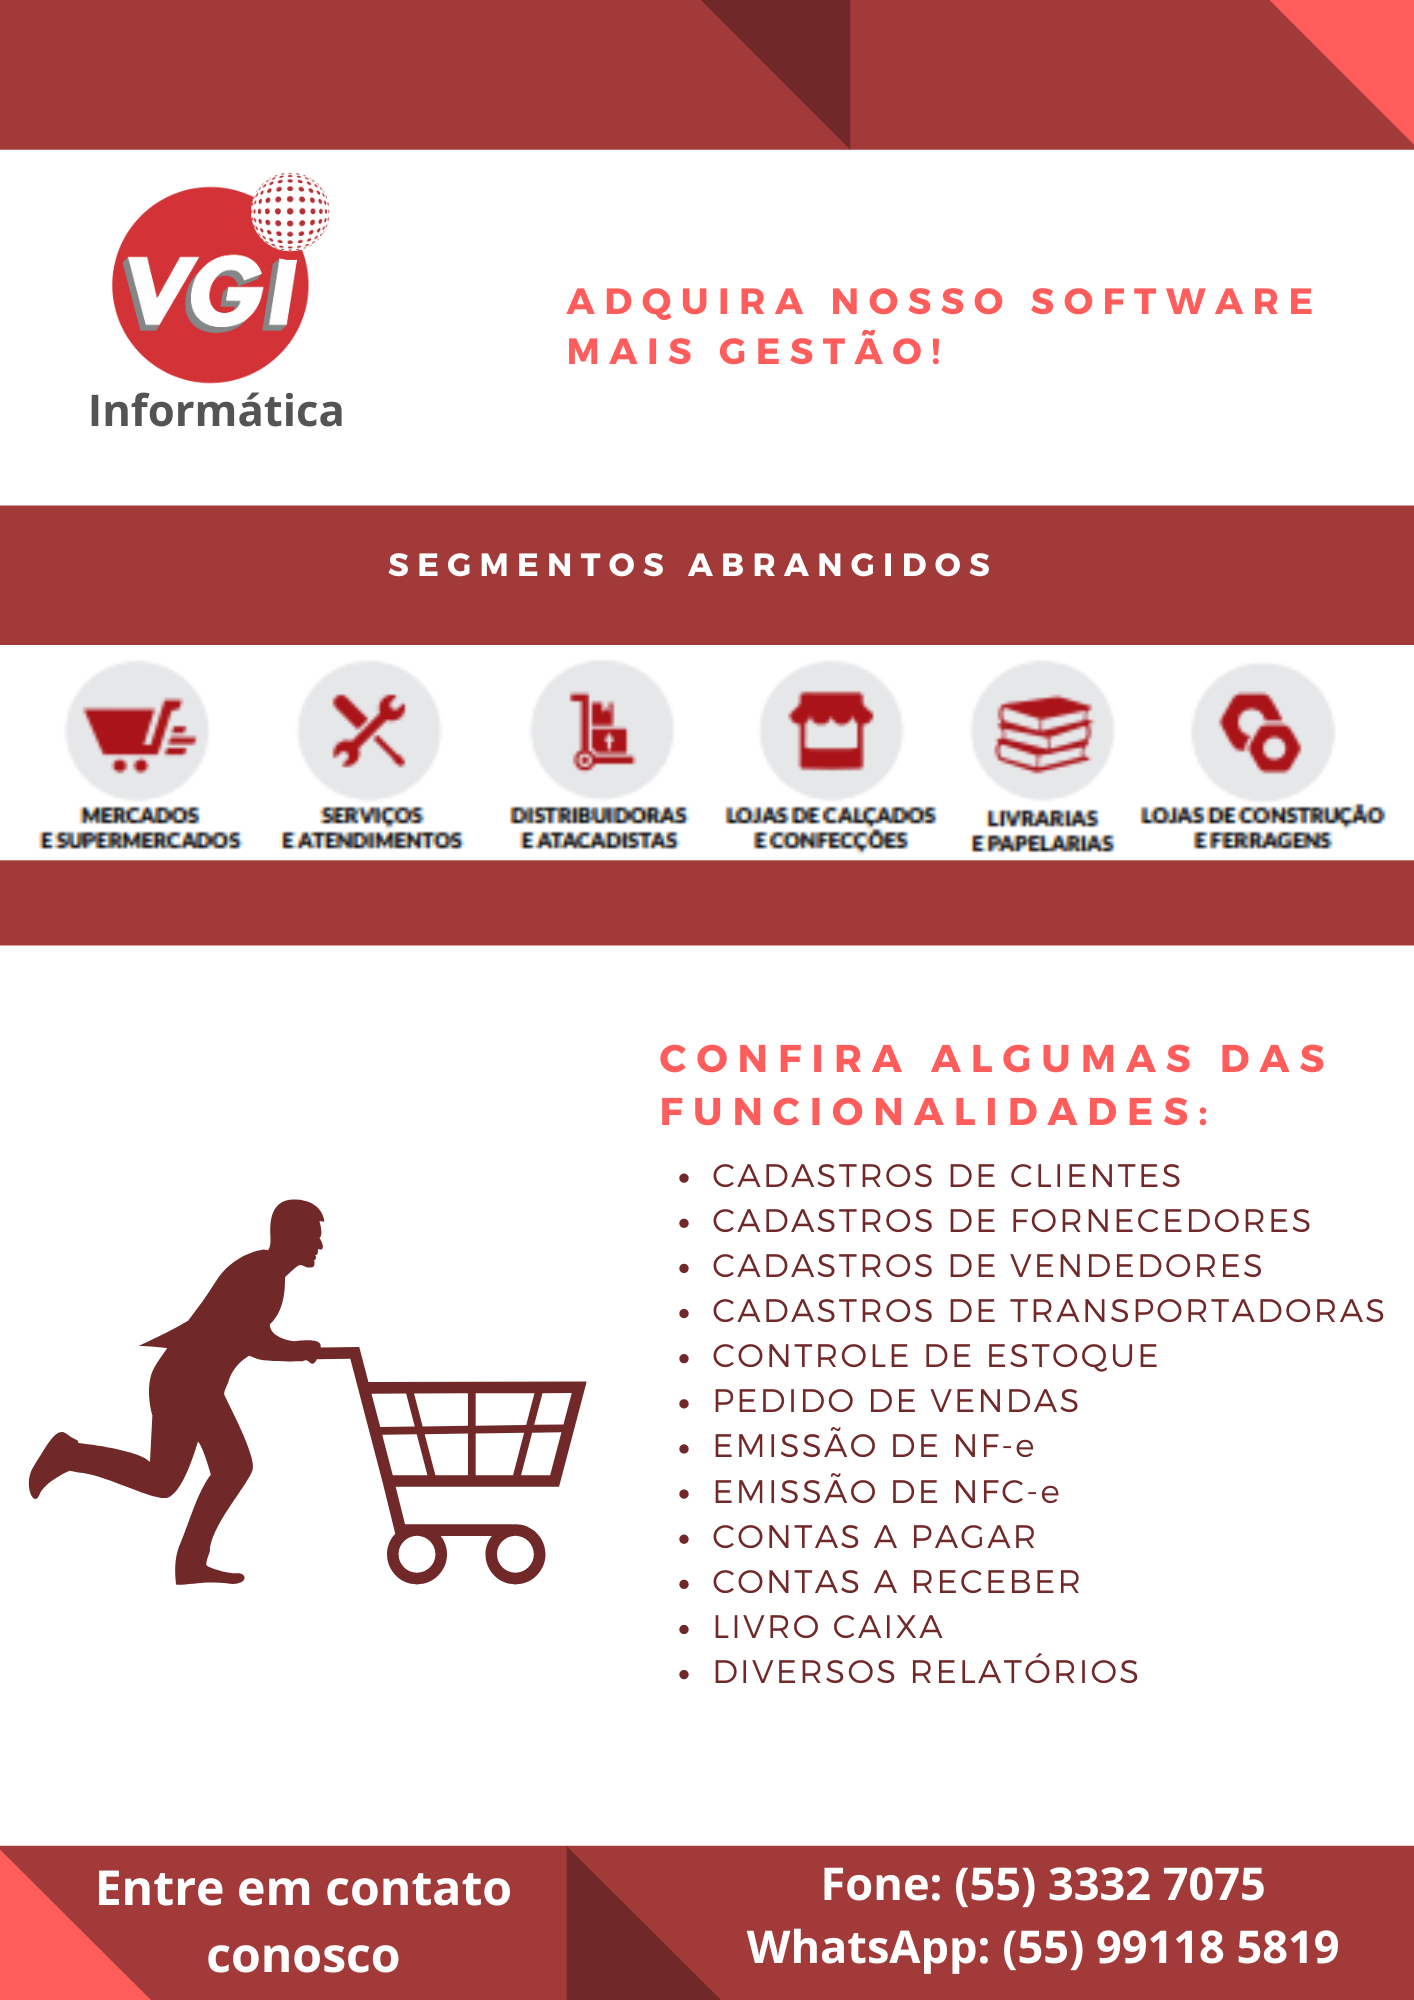 VGI
Informática
ADQUIRA NOSSO SOFTWARE
MAIS GESTÃO!
SEGMENTOS ABRANGIDOS
MERCADOS
E SUPERMERCADOS
SERVIÇOS
E ATENDIMENTOS
DISTRIBUIDORAS
E ATACADISTAS
LOJAS DE CALÇADOS
E CONFECÇÕES
LIVRARIAS
E PAPELARIAS
LOJAS DE CONSTRUÇÃO
E FERRAGENS
CONFIRA ALGUMAS DAS
FUNCIONALIDADES:
• CADASTROS DE CLIENTES
• CADASTROS DE FORNECEDORES
• CADASTROS DE VENDEDORES
• CADASTROS DE TRANSPORTADORAS
• CONTROLE DE ESTOQUE
• PEDIDO DE VENDAS
• EMISSÃO DE NF-e
• EMISSÃO DE NFC-e
• CONTAS A PAGAR
• CONTAS A RECEBER
• LIVRO CAIXA
• DIVERSOS RELATÓRIOS
Entre em contato
conosco
Fone: (55) 3332 7075
WhatsApp: (55) 99118 5819